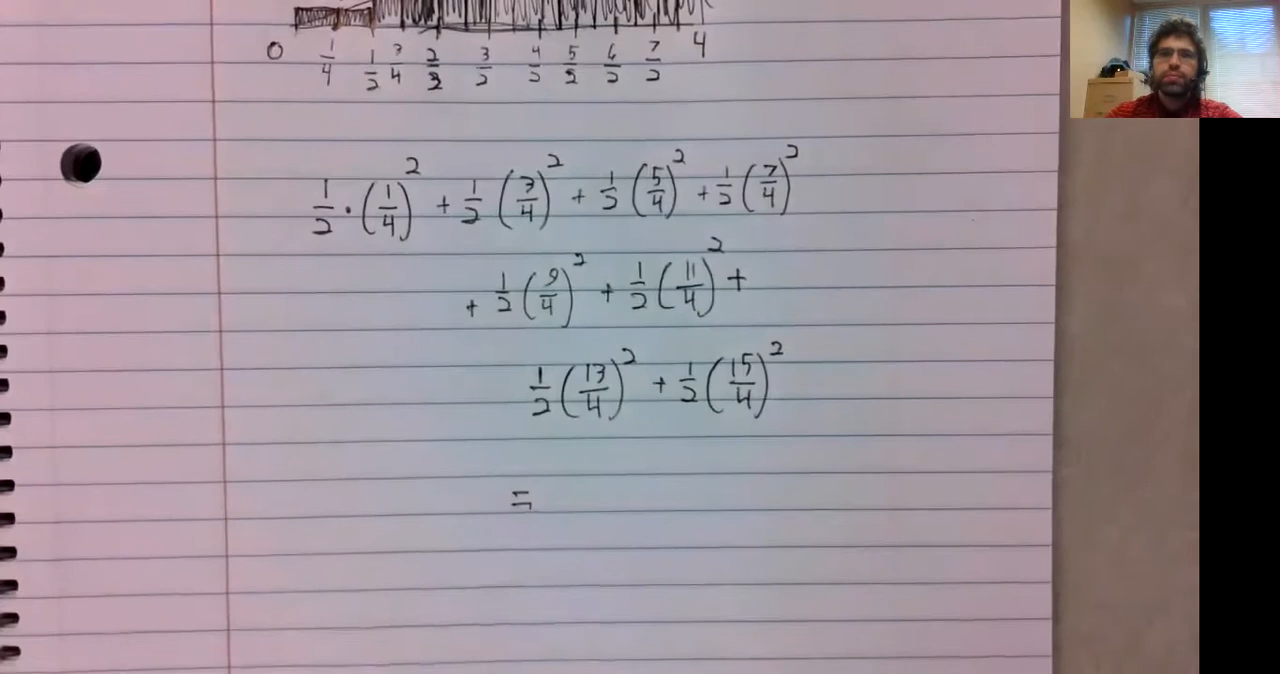 0 1/4 1/2 3/4 2/2 3/2 4/2 5/2 6/2 7/2 4
1/2 · (1/4)² + 1/2 (3/4)² + 1/2 (5/4)² + 1/2 (7/4)²
+ 1/2 (9/4)² + 1/2 (11/4)² +
1/2 (13/4)² + 1/2 (15/4)²
=